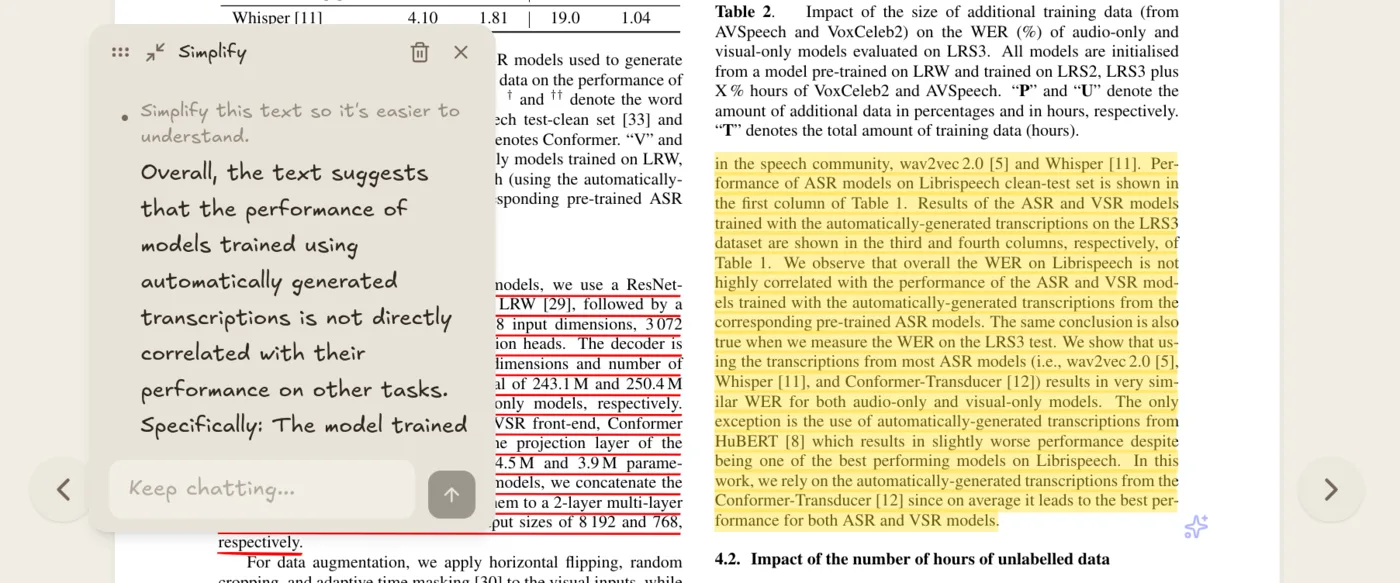 Whisper [11] 4.10 1.81 19.0 1.04
Simplify
Simplify this text so it's easier to
understand.
Overall, the text suggests
that the performance of
models trained using
automatically generated
transcriptions is not directly
correlated with their
performance on other tasks.
Specifically: The model trained
Keep chatting...
R models used to generate
data on the performance of
† and †† denote the word
ech test-clean set [33] and
enotes Conformer. “V” and
ly models trained on LRW,
h (using the automatically-
sponding pre-trained ASR
models, we use a ResNet-
LRW [29], followed by a
8 input dimensions, 3 072
ion heads. The decoder is
dimensions and number of
al of 243.1 M and 250.4 M
only models, respectively.
VSR front-end, Conformer
he projection layer of the
4.5 M and 3.9 M parame-
models, we concatenate the
em to a 2-layer multi-layer
put sizes of 8 192 and 768,
respectively.
For data augmentation, we apply horizontal flipping, random
cropping, and adaptive time masking [30] to the visual inputs, while
Table 2. Impact of the size of additional training data (from
AVSpeech and VoxCeleb2) on the WER (%) of audio-only and
visual-only models evaluated on LRS3. All models are initialised
from a model pre-trained on LRW and trained on LRS2, LRS3 plus
X % hours of VoxCeleb2 and AVSpeech. “P” and “U” denote the
amount of additional data in percentages and in hours, respectively.
“T” denotes the total amount of training data (hours).
in the speech community, wav2vec 2.0 [5] and Whisper [11]. Per-
formance of ASR models on Librispeech clean-test set is shown in
the first column of Table 1. Results of the ASR and VSR models
trained with the automatically-generated transcriptions on the LRS3
dataset are shown in the third and fourth columns, respectively, of
Table 1. We observe that overall the WER on Librispeech is not
highly correlated with the performance of the ASR and VSR mod-
els trained with the automatically-generated transcriptions from the
corresponding pre-trained ASR models. The same conclusion is also
true when we measure the WER on the LRS3 test. We show that us-
ing the transcriptions from most ASR models (i.e., wav2vec 2.0 [5],
Whisper [11], and Conformer-Transducer [12]) results in very sim-
ilar WER for both audio-only and visual-only models. The only
exception is the use of automatically-generated transcriptions from
HuBERT [8] which results in slightly worse performance despite
being one of the best performing models on Librispeech. In this
work, we rely on the automatically-generated transcriptions from the
Conformer-Transducer [12] since on average it leads to the best per-
formance for both ASR and VSR models.
4.2. Impact of the number of hours of unlabelled data